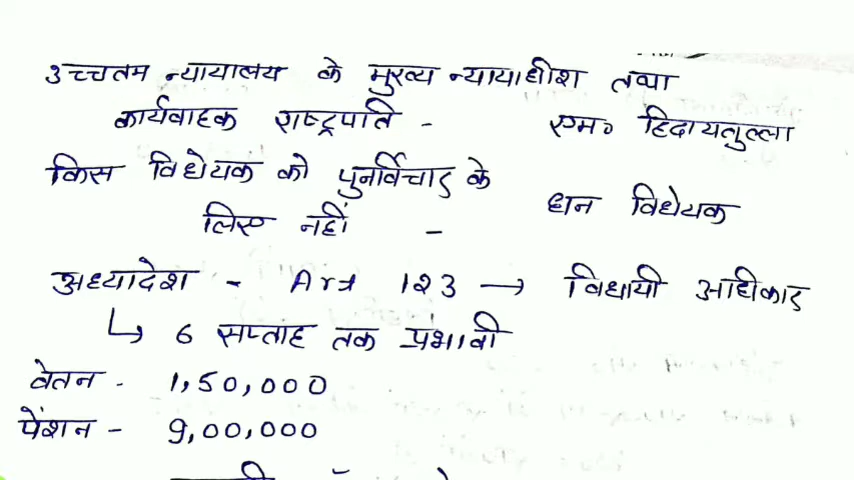 उच्चतम न्यायालय के मुख्य न्यायाधीश तथा
कार्यवाहक राष्ट्रपति - एम० हिदायतुल्ला
किस विधेयक को पुनर्विचार के
लिए नहीं - धन विधेयक
अध्यादेश - Art 123 → विधायी अधिकार
↳ 6 सप्ताह तक प्रभावी
वेतन - 1,50,000
पेंशन - 9,00,000